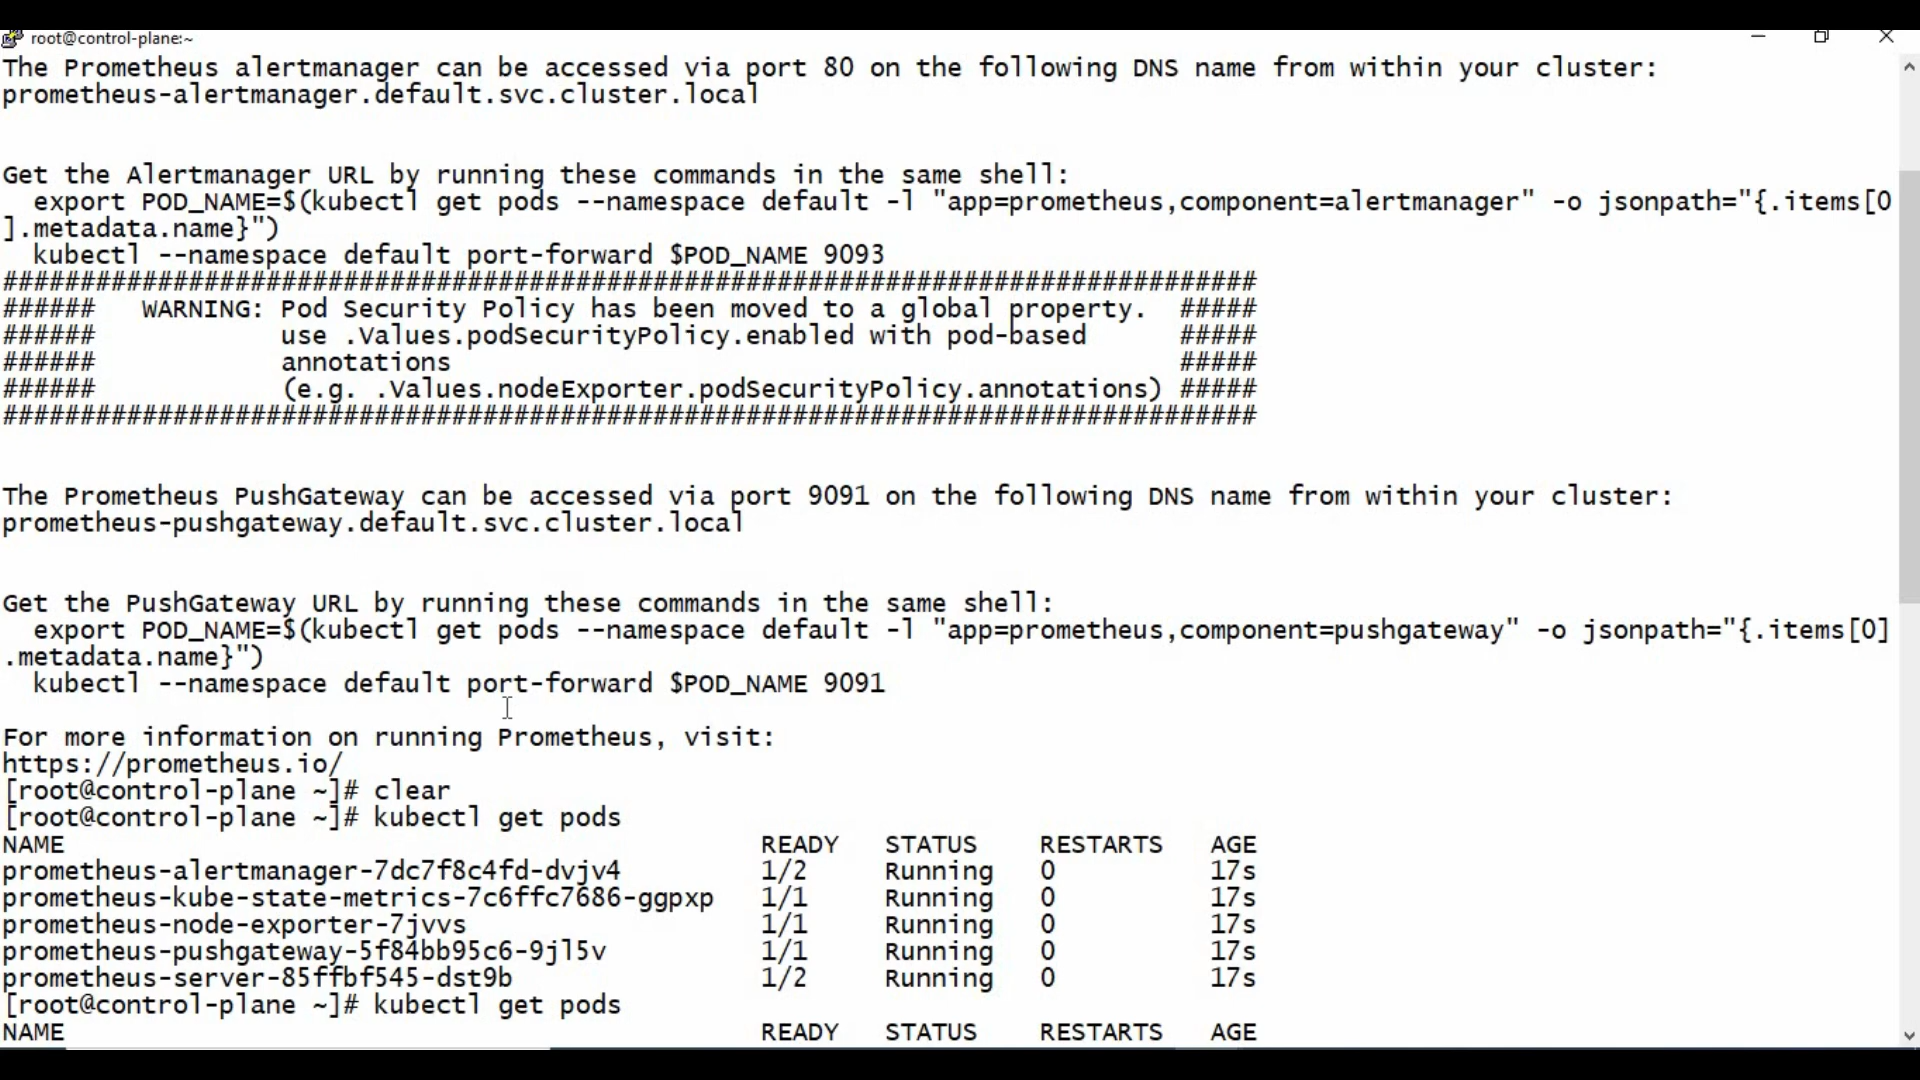 root@control-plane:~
The Prometheus alertmanager can be accessed via port 80 on the following DNS name from within your cluster:
prometheus-alertmanager.default.svc.cluster.local
Get the Alertmanager URL by running these commands in the same shell:
  export POD_NAME=$(kubectl get pods --namespace default -l "app=prometheus,component=alertmanager" -o jsonpath="{.items[0
].metadata.name}")
  kubectl --namespace default port-forward $POD_NAME 9093
#################################################################################
######   WARNING: Pod Security Policy has been moved to a global property.  #####
######            use .Values.podSecurityPolicy.enabled with pod-based      #####
######            annotations                                               #####
######            (e.g. .Values.nodeExporter.podSecurityPolicy.annotations) #####
#################################################################################
The Prometheus PushGateway can be accessed via port 9091 on the following DNS name from within your cluster:
prometheus-pushgateway.default.svc.cluster.local
Get the PushGateway URL by running these commands in the same shell:
  export POD_NAME=$(kubectl get pods --namespace default -l "app=prometheus,component=pushgateway" -o jsonpath="{.items[0]
.metadata.name}")
  kubectl --namespace default port-forward $POD_NAME 9091
For more information on running Prometheus, visit:
https://prometheus.io/
[root@control-plane ~]# clear
[root@control-plane ~]# kubectl get pods
NAME                                             READY   STATUS    RESTARTS   AGE
prometheus-alertmanager-7dc7f8c4fd-dvjv4         1/2     Running   0          17s
prometheus-kube-state-metrics-7c6ffc7686-ggpxp   1/1     Running   0          17s
prometheus-node-exporter-7jvvs                   1/1     Running   0          17s
prometheus-pushgateway-5f84bb95c6-9jl5v          1/1     Running   0          17s
prometheus-server-85ffbf545-dst9b                1/2     Running   0          17s
[root@control-plane ~]# kubectl get pods
NAME                                             READY   STATUS    RESTARTS   AGE